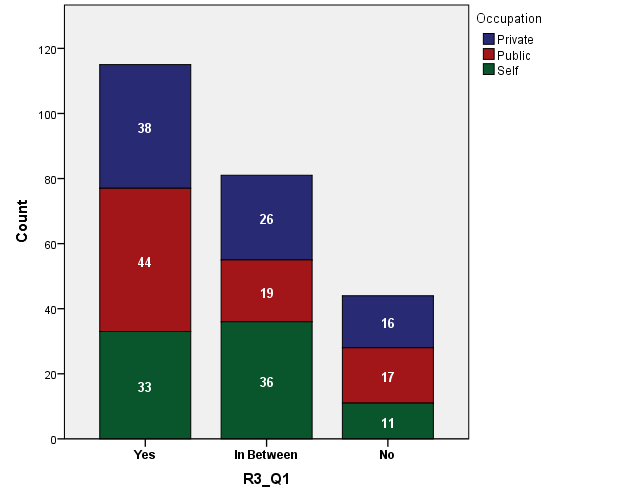 Occupation
Private
Public
Self
Count
120
100
80
60
40
20
0
38
44
33
26
19
36
16
17
11
Yes
In Between
No
R3_Q1